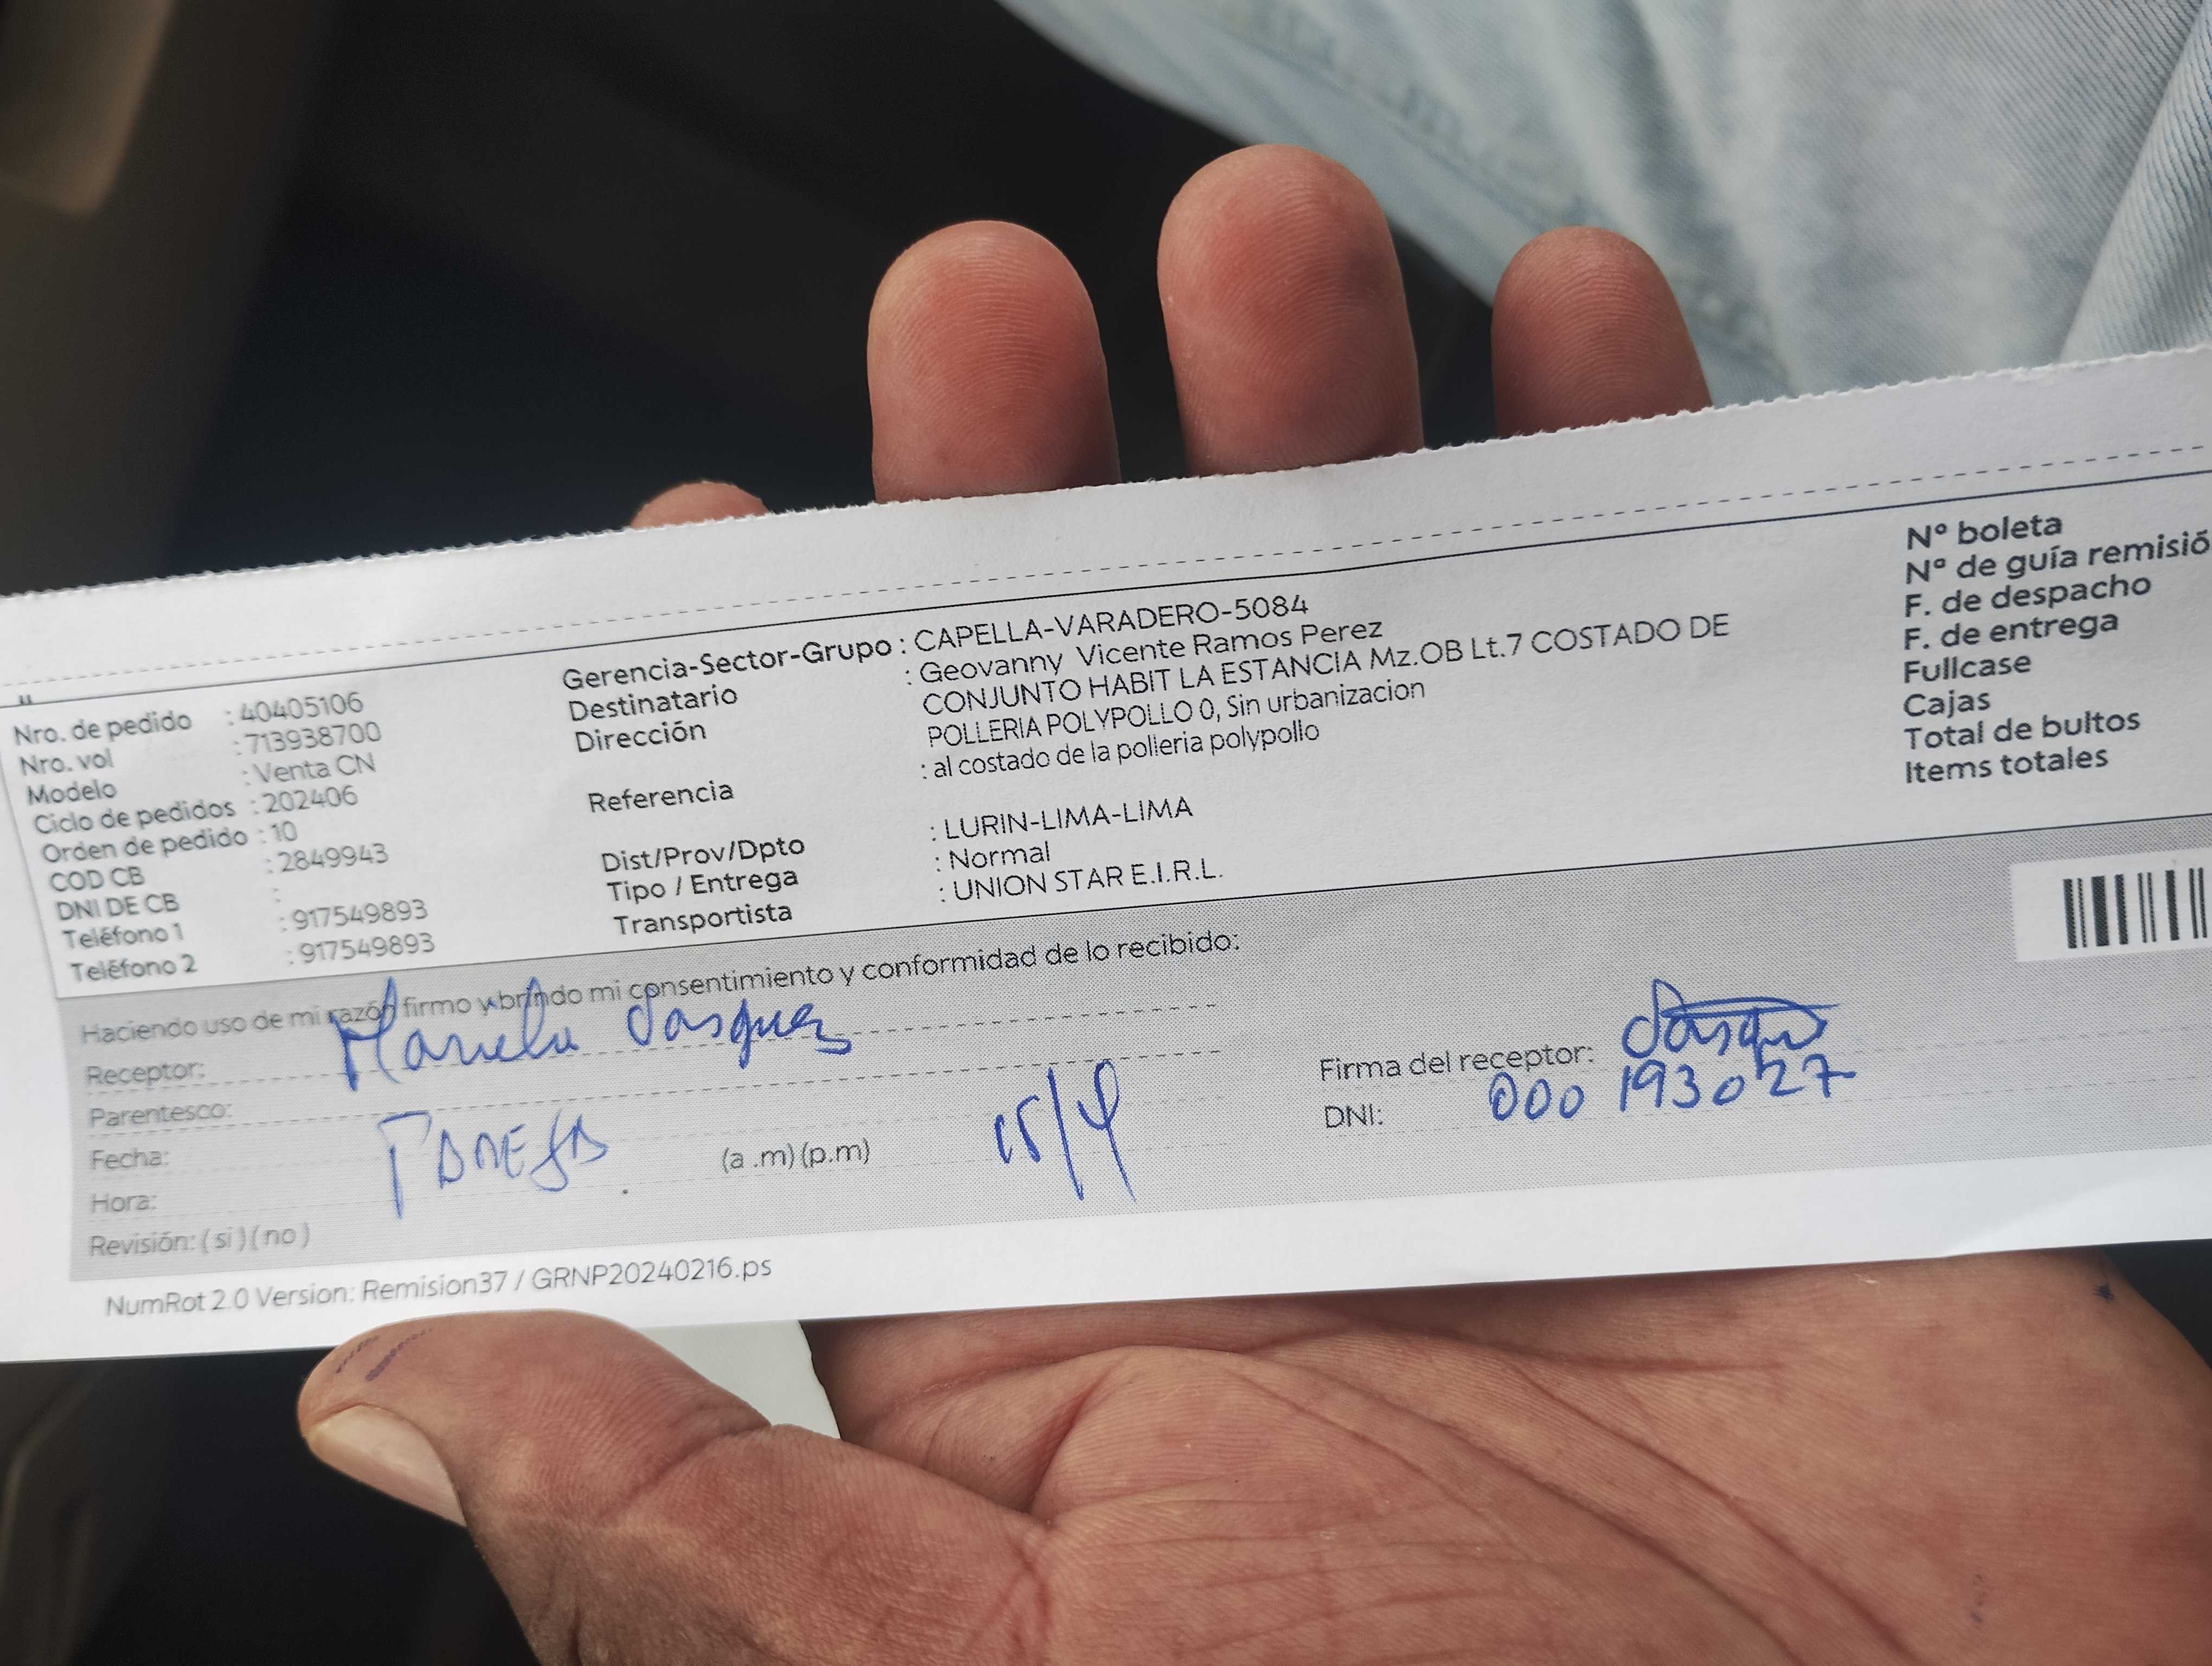 Nro. de pedido : 40405106
Nro. vol : 713938700
Modelo : Venta CN
Ciclo de pedidos : 202406
Orden de pedido : 10
COD CB : 2849943
DNI DE CB :
Teléfono 1 : 917549893
Teléfono 2 : 917549893
Gerencia-Sector-Grupo : CAPELLA-VARADERO-5084
Destinatario : Geovanny Vicente Ramos Perez
Dirección CONJUNTO HABIT LA ESTANCIA Mz.OB Lt.7 COSTADO DE
POLLERIA POLYPOLLO 0, Sin urbanizacion
Referencia : al costado de la polleria polypollo
Dist/Prov/Dpto : LURIN-LIMA-LIMA
Tipo / Entrega : Normal
Transportista : UNION STAR E.I.R.L.
Nº boleta
Nº de guía remisió
F. de despacho
F. de entrega
Fullcase
Cajas
Total de bultos
Items totales
Haciendo uso de mi razón firmo y brindo mi consentimiento y conformidad de lo recibido:
Receptor:
Parentesco:
Fecha:
Hora: (a .m) (p.m) 15/4
Revisión: ( si ) ( no )
Firma del receptor:
DNI: 000 193027
NumRot 2.0 Version: Remision37 / GRNP20240216.ps